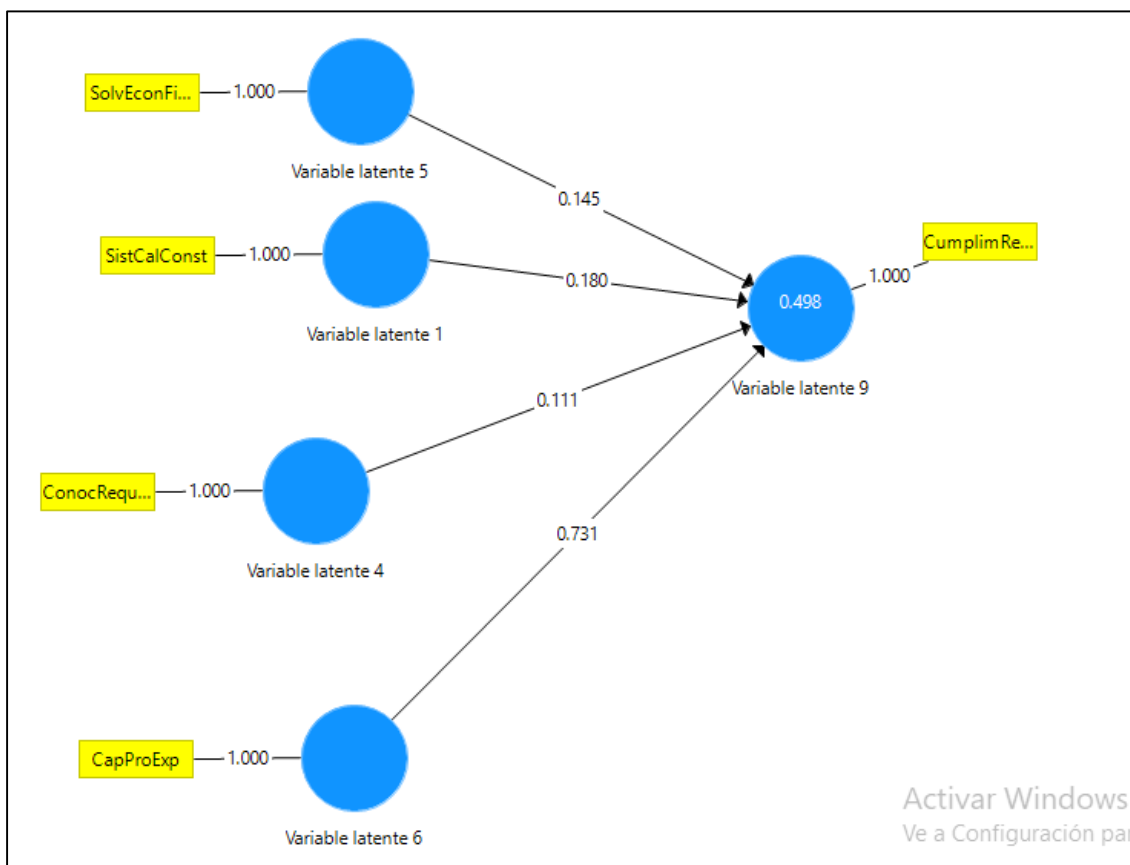 SolvEconFi...
1.000
Variable latente 5
0.145
SistCalConst
1.000
Variable latente 1
0.180
CumplimRe...
1.000
0.498
Variable latente 9
0.111
ConocRequ...
1.000
Variable latente 4
0.731
CapProExp
1.000
Variable latente 6
Activar Windows
Ve a Configuración par